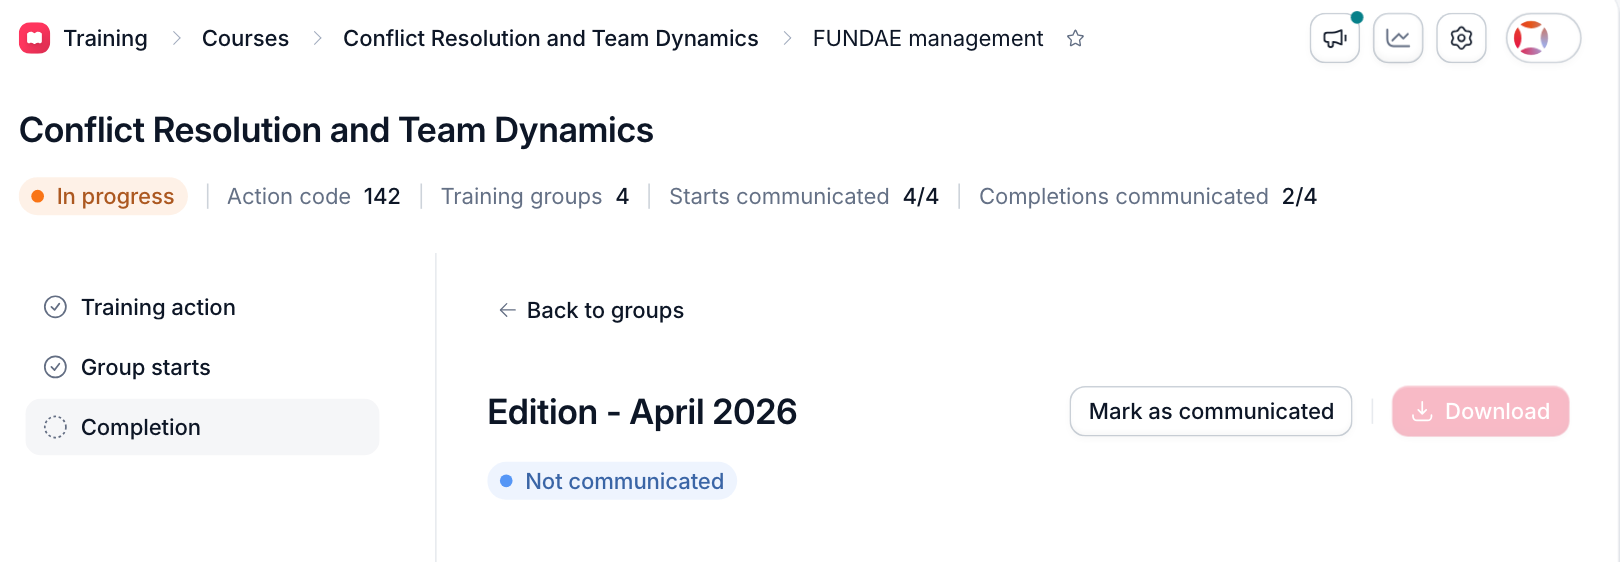 Training > Courses > Conflict Resolution and Team Dynamics > FUNDAE management
Conflict Resolution and Team Dynamics
In progress | Action code 142 | Training groups 4 | Starts communicated 4/4 | Completions communicated 2/4
Training action
Group starts
Completion
Back to groups
Edition - April 2026
Mark as communicated
Download
Not communicated